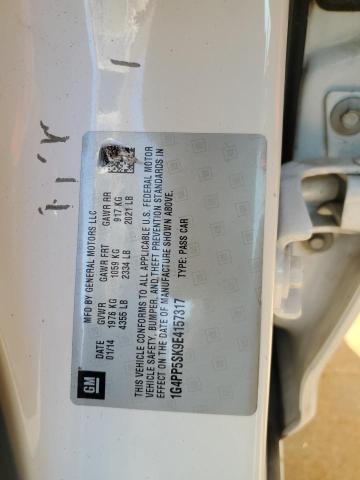 MFD BY GENERAL MOTORS LLC
DATE GVWR GAWR FRT GAWR RR
01/14 1976 KG 1059 KG 917 KG
4355 LB 2334 LB 2021 LB
THIS VEHICLE CONFORMS TO ALL APPLICABLE U.S. FEDERAL MOTOR
VEHICLE SAFETY, BUMPER, AND THEFT PREVENTION STANDARDS IN
EFFECT ON THE DATE OF MANUFACTURE SHOWN ABOVE.
TYPE: PASS CAR
1G4PP5SK9E4157317
GM